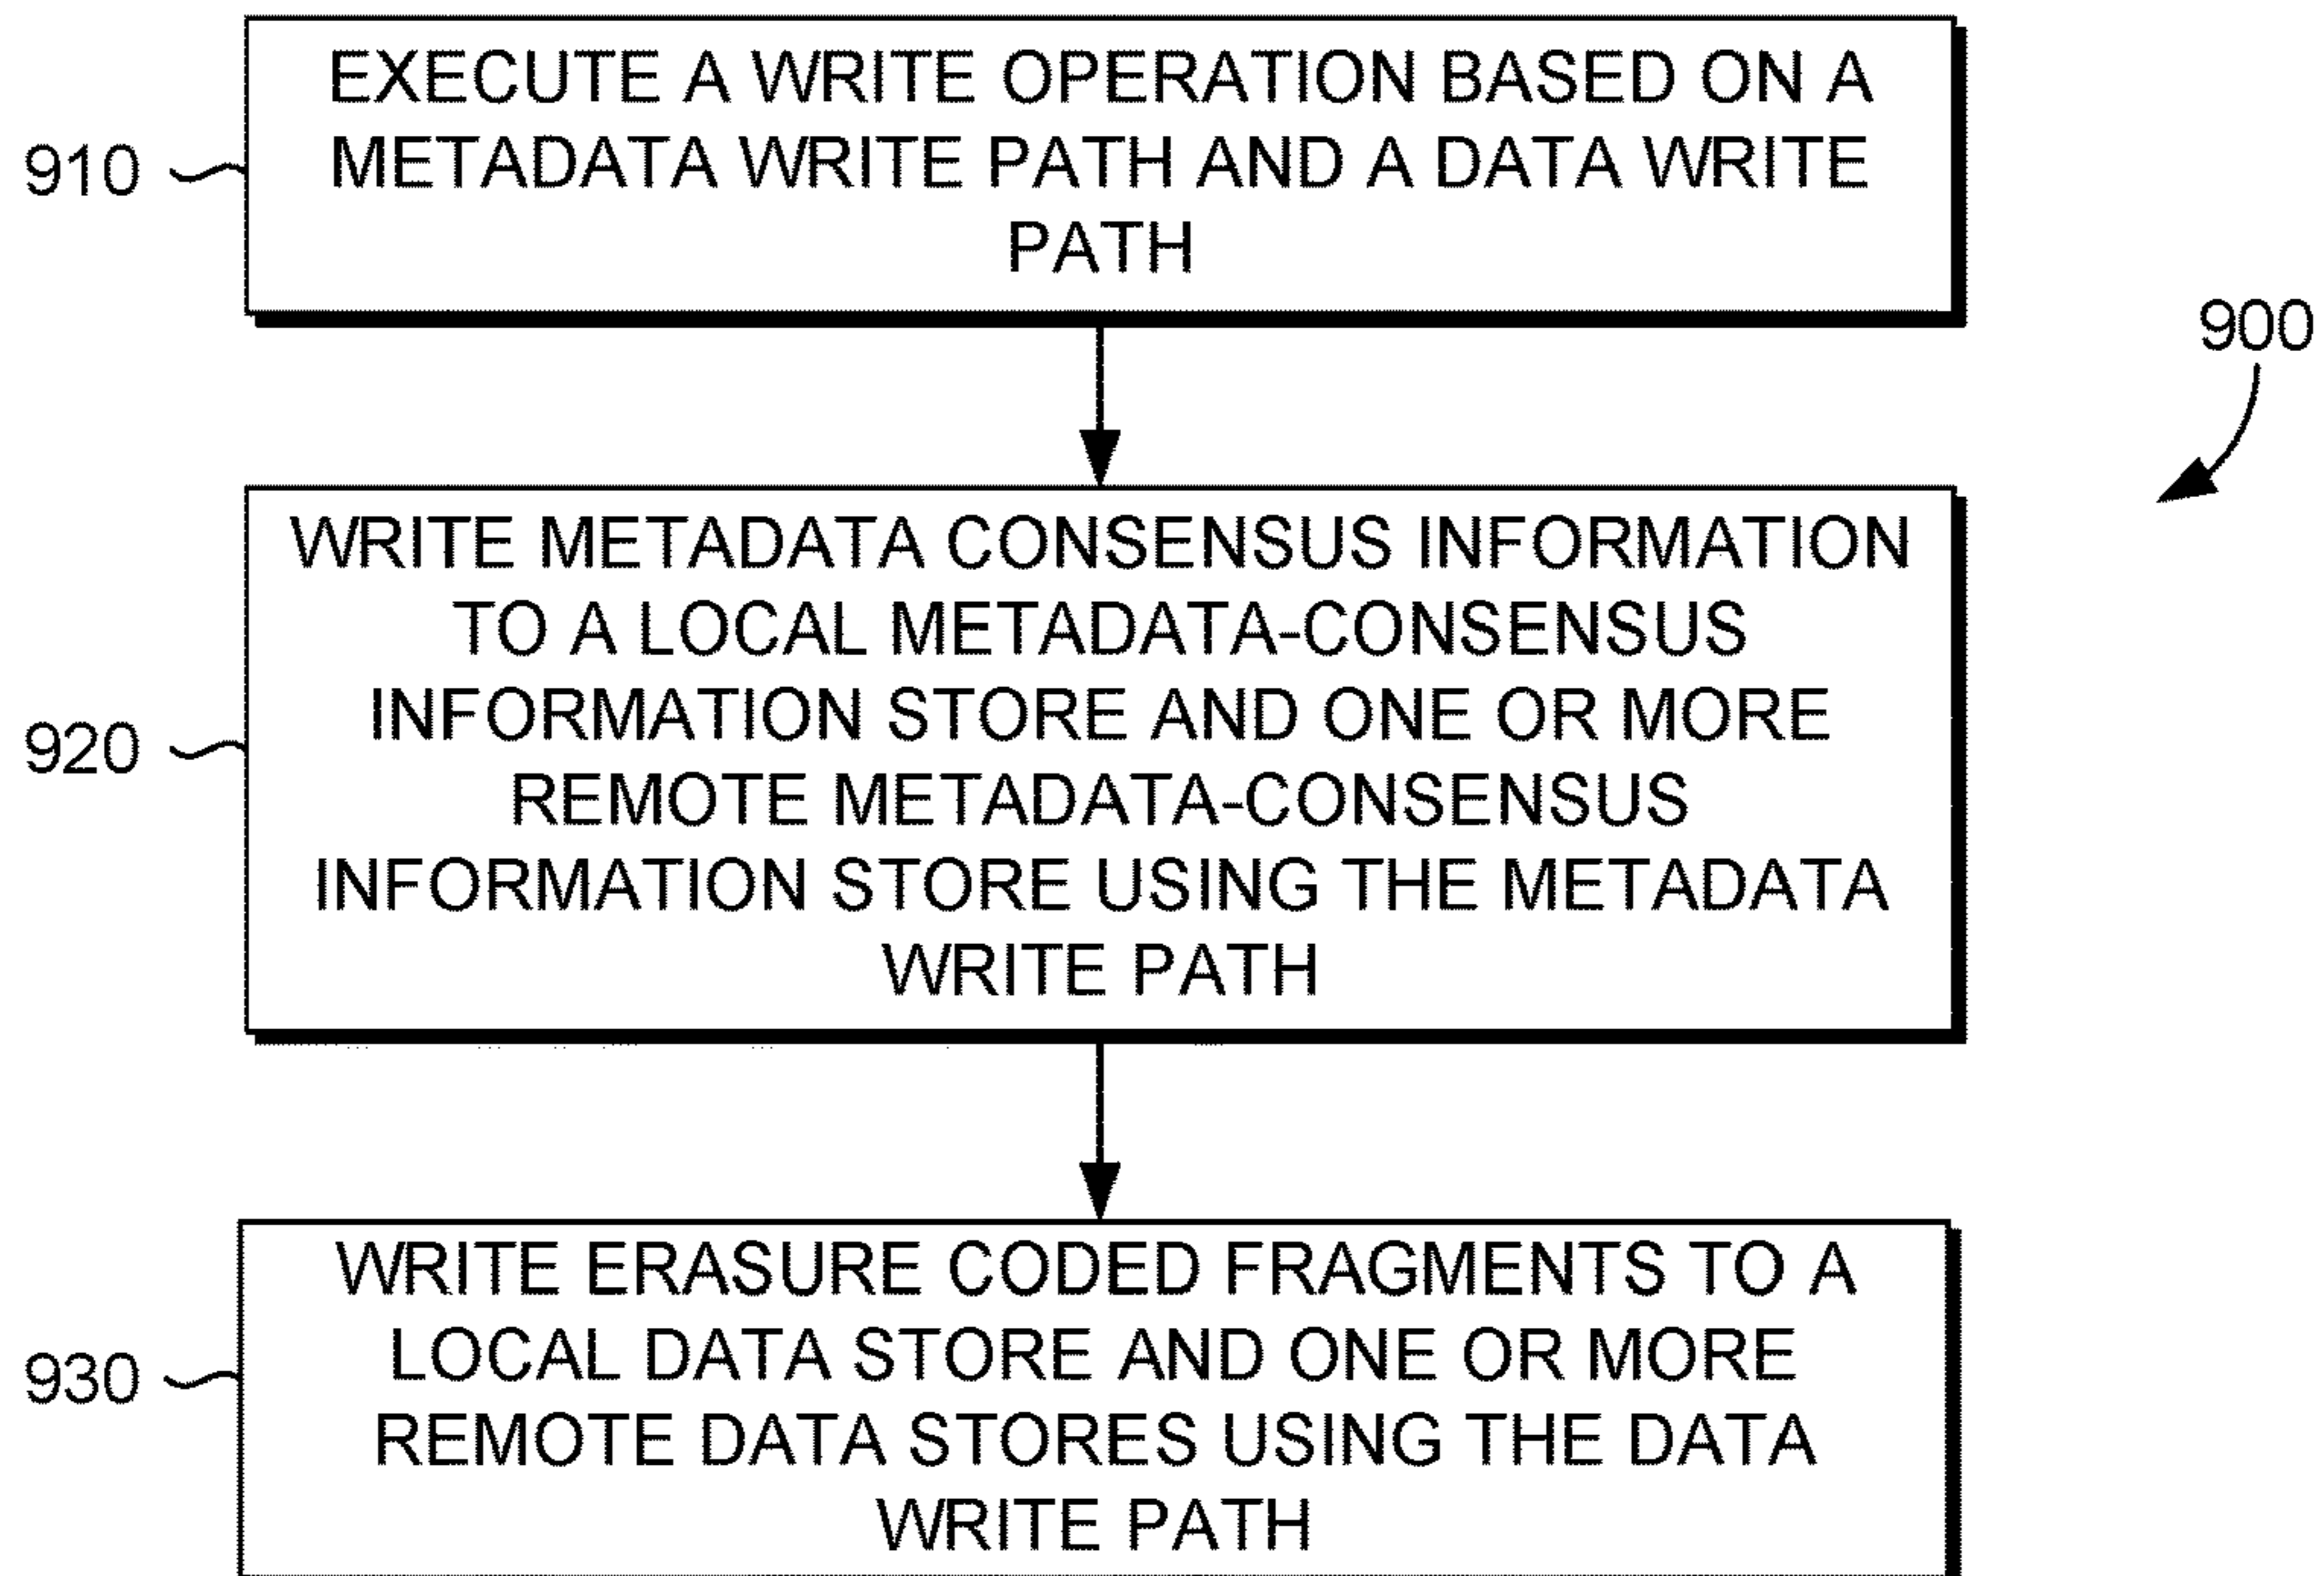 EXECUTE A WRITE OPERATION BASED ON A
METADATA WRITE PATH AND A DATA WRITE
PATH
910
900
WRITE METADATA CONSENSUS INFORMATION
TO A LOCAL METADATA-CONSENSUS
INFORMATION STORE AND ONE OR MORE
REMOTE METADATA-CONSENSUS
INFORMATION STORE USING THE METADATA
WRITE PATH
920
WRITE ERASURE CODED FRAGMENTS TO A
LOCAL DATA STORE AND ONE OR MORE
REMOTE DATA STORES USING THE DATA
WRITE PATH
930